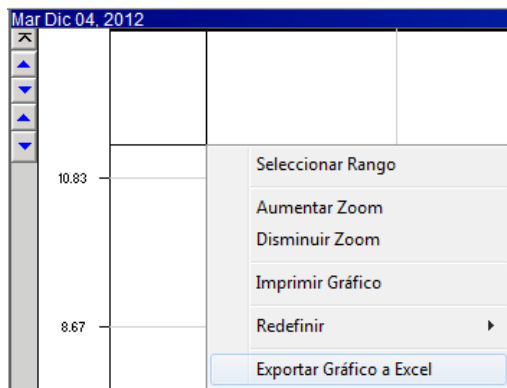 Mar Dic 04, 2012
Seleccionar Rango
10.83
Aumentar Zoom
Disminuir Zoom
Imprimir Gráfico
8.67
Redefinir
Exportar Gráfico a Excel